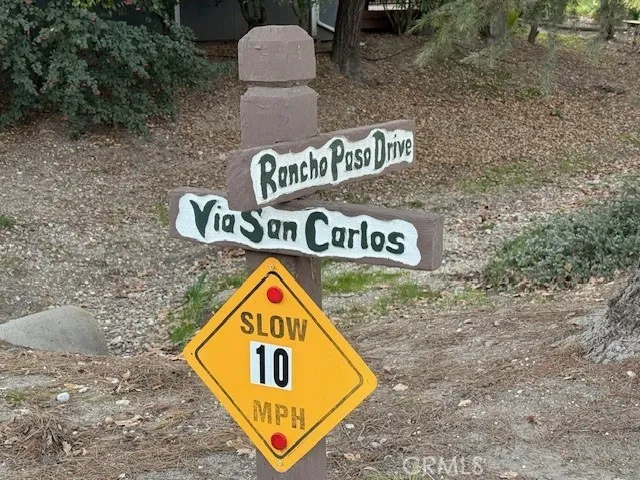 Rancho Paso Drive
Via San Carlos
SLOW
10
MPH
CRMLS